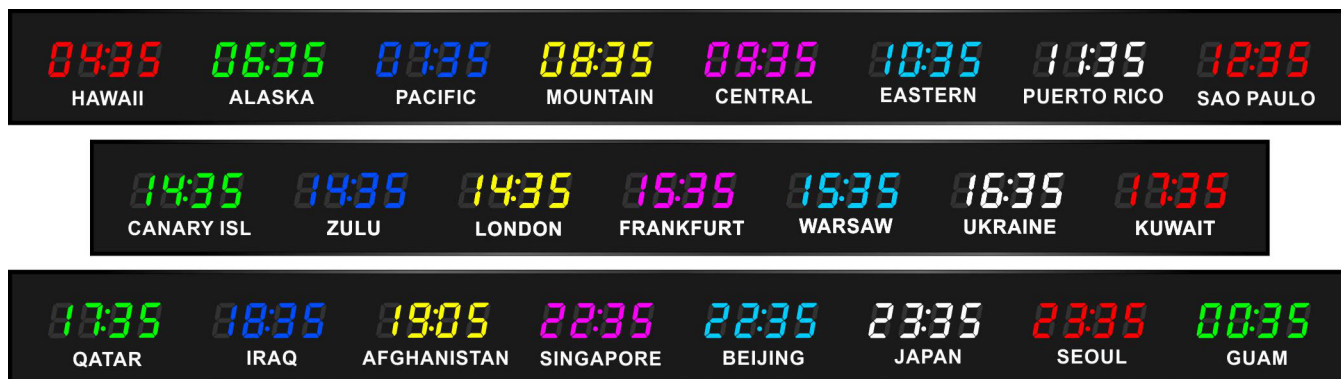 04:35 06:35 07:35 08:35 09:35 10:35 11:35 12:35
HAWAII ALASKA PACIFIC MOUNTAIN CENTRAL EASTERN PUERTO RICO SAO PAULO
14:35 14:35 14:35 15:35 15:35 16:35 17:35
CANARY ISL ZULU LONDON FRANKFURT WARSAW UKRAINE KUWAIT
17:35 18:35 19:05 22:35 22:35 23:35 23:35 00:35
QATAR IRAQ AFGHANISTAN SINGAPORE BEIJING JAPAN SEOUL GUAM